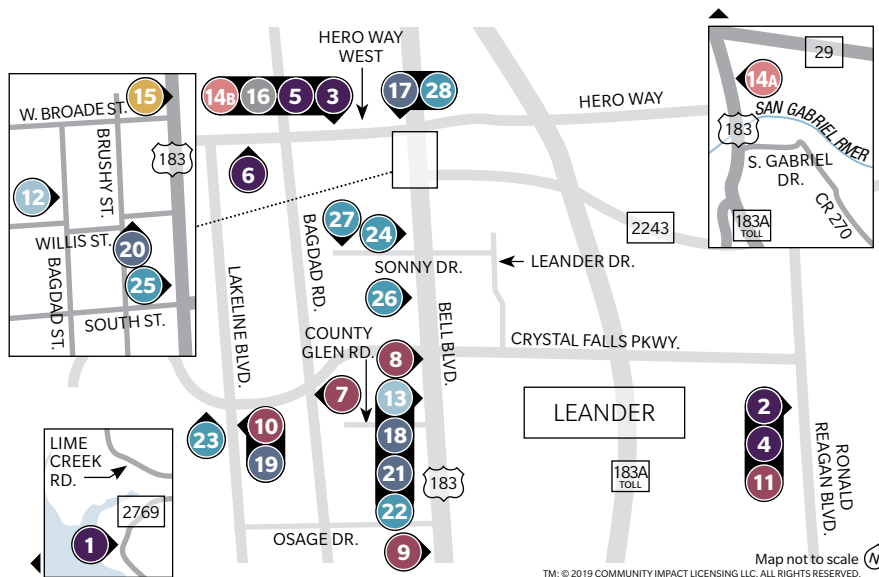 HERO WAY
WEST
15
14B
16
5
3
17
28
29
14A
W. BROADE ST.
BRUSHY ST.
183
HERO WAY
SAN GABRIEL RIVER
183
S. GABRIEL
DR.
CR 270
183A
TOLL
6
12
WILLIS ST.
20
25
BAGDAD ST.
SOUTH ST.
27
24
BAGDAD RD.
2243
SONNY DR.
LEANDER DR.
26
LAKELINE BLVD.
BELL BLVD.
COUNTY
GLEN RD.
8
CRYSTAL FALLS PKWY.
7
13
LEANDER
2
4
11
RONALD
REAGAN BLVD.
10
19
23
18
21
22
183
183A
TOLL
LIME
CREEK
RD.
2769
1
OSAGE DR.
9
Map not to scale N
TM; © 2019 COMMUNITY IMPACT LICENSING LLC. ALL RIGHTS RESERVED.